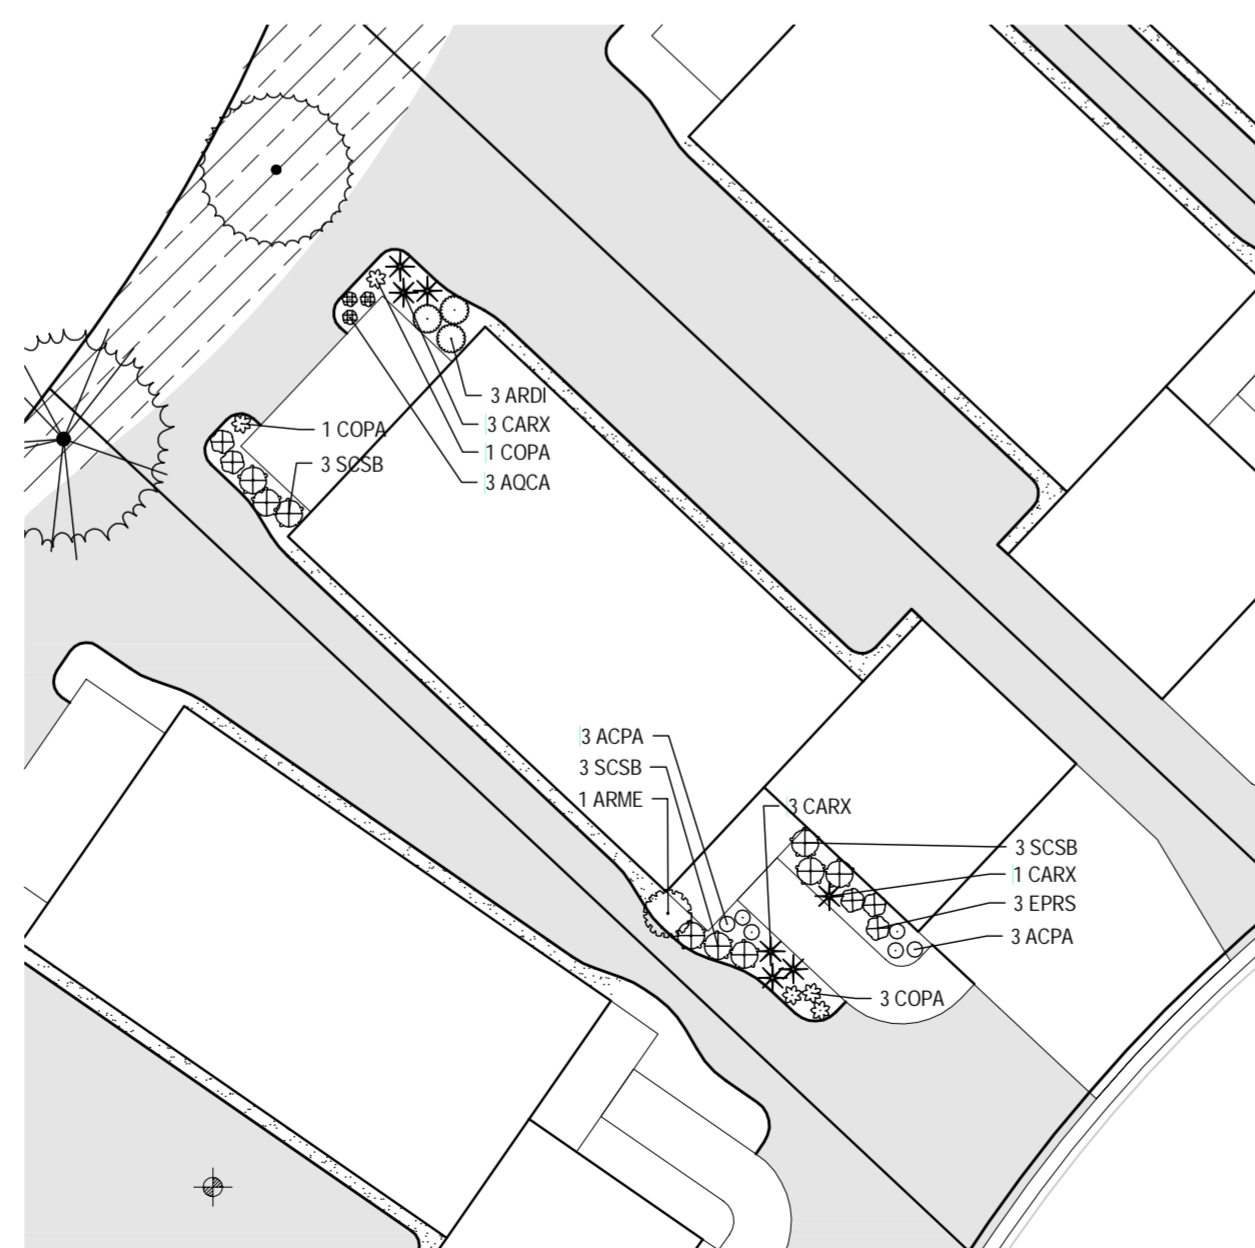 3 ARDI
3 CARX
1 COPA
3 AQCA
1 COPA
3 SCSB
3 ACPA
3 SCSB
1 ARME
3 CARX
3 SCSB
1 CARX
3 EPRS
3 ACPA
3 COPA